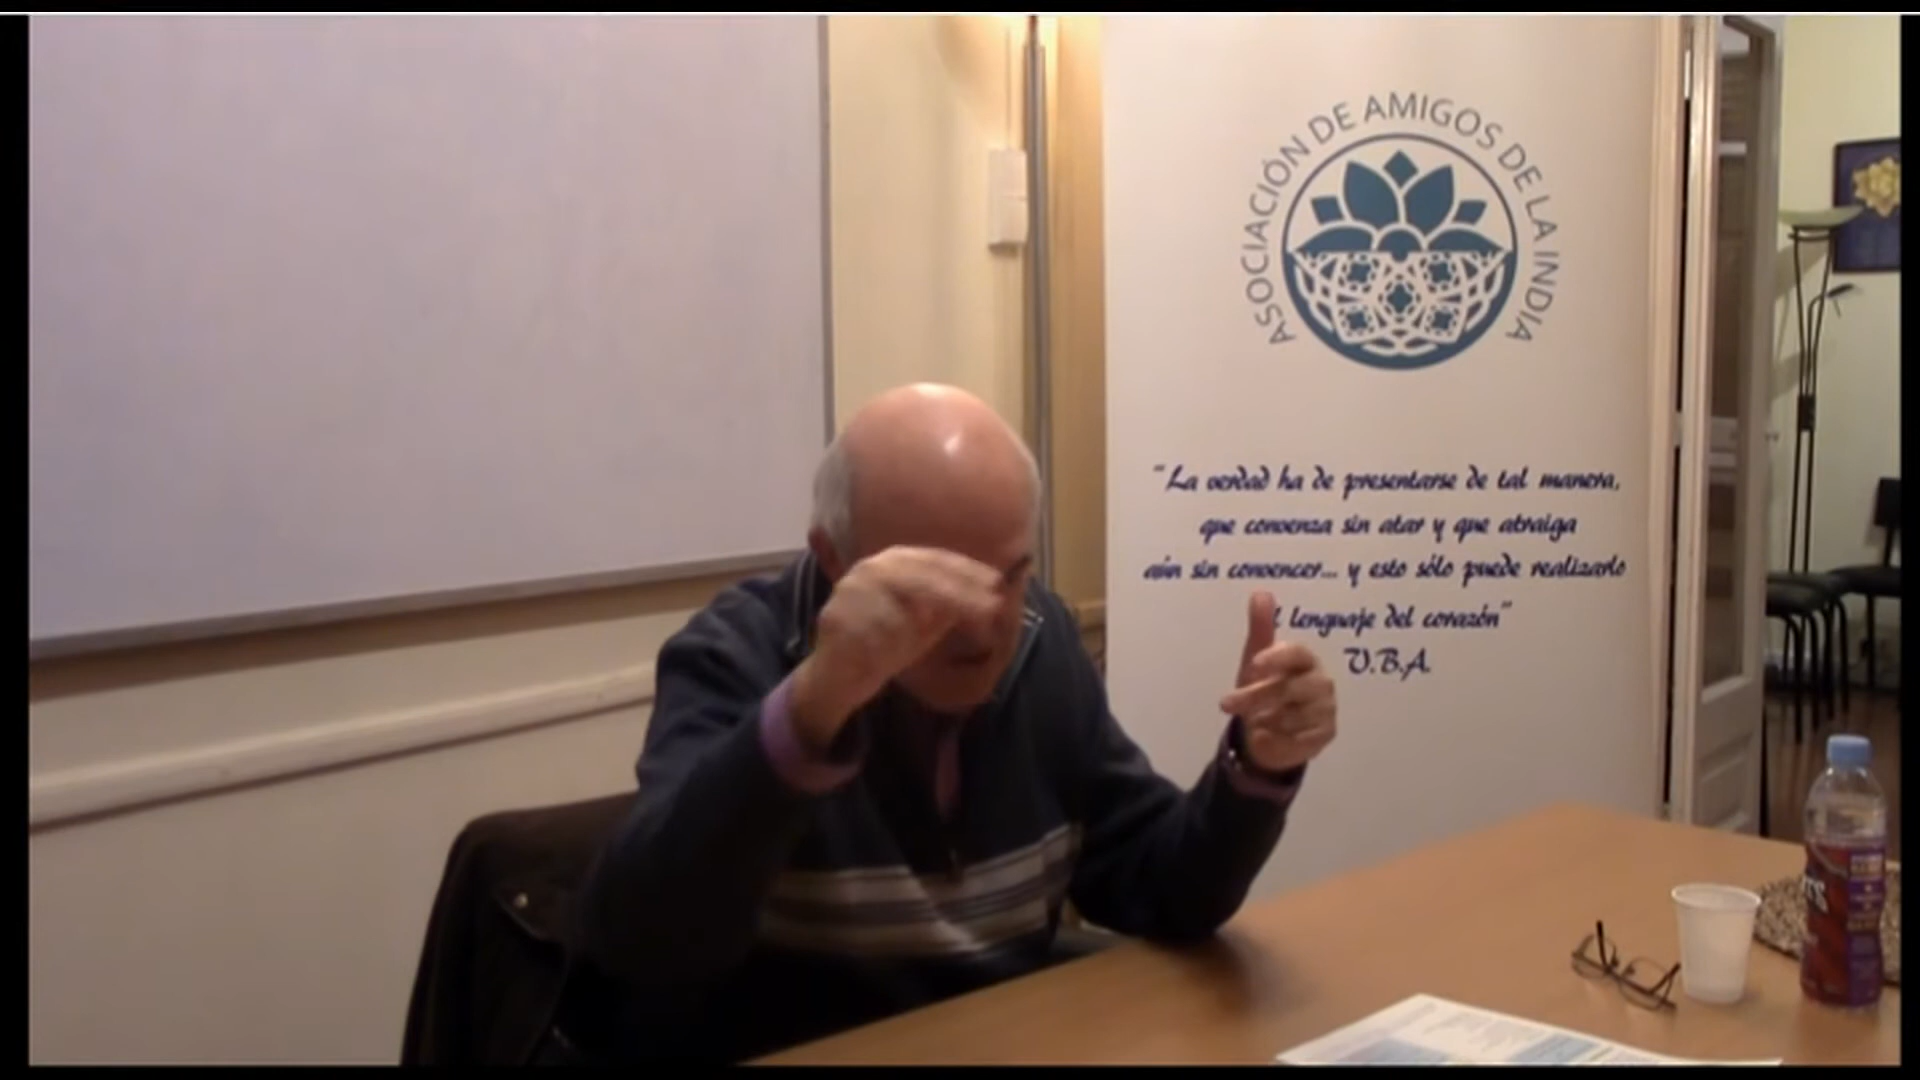 ASOCIACIÓN DE AMIGOS DE LA INDIA
"La verdad ha de presentarse de tal manera,
que convenza sin atar y que atraiga
aún sin convencer... y esto sólo puede realizarlo
l lenguaje del corazón"
V.B.A.